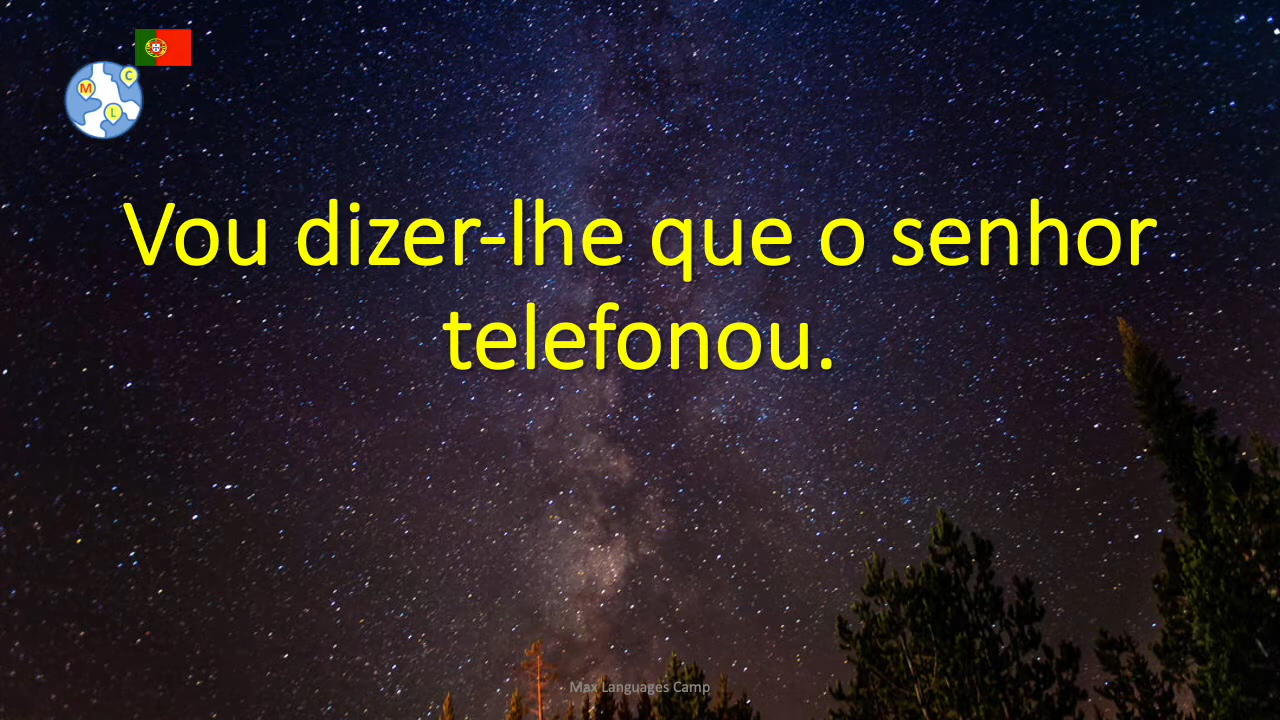 C
M
L
Vou dizer-lhe que o senhor
telefonou.
Max Languages Camp